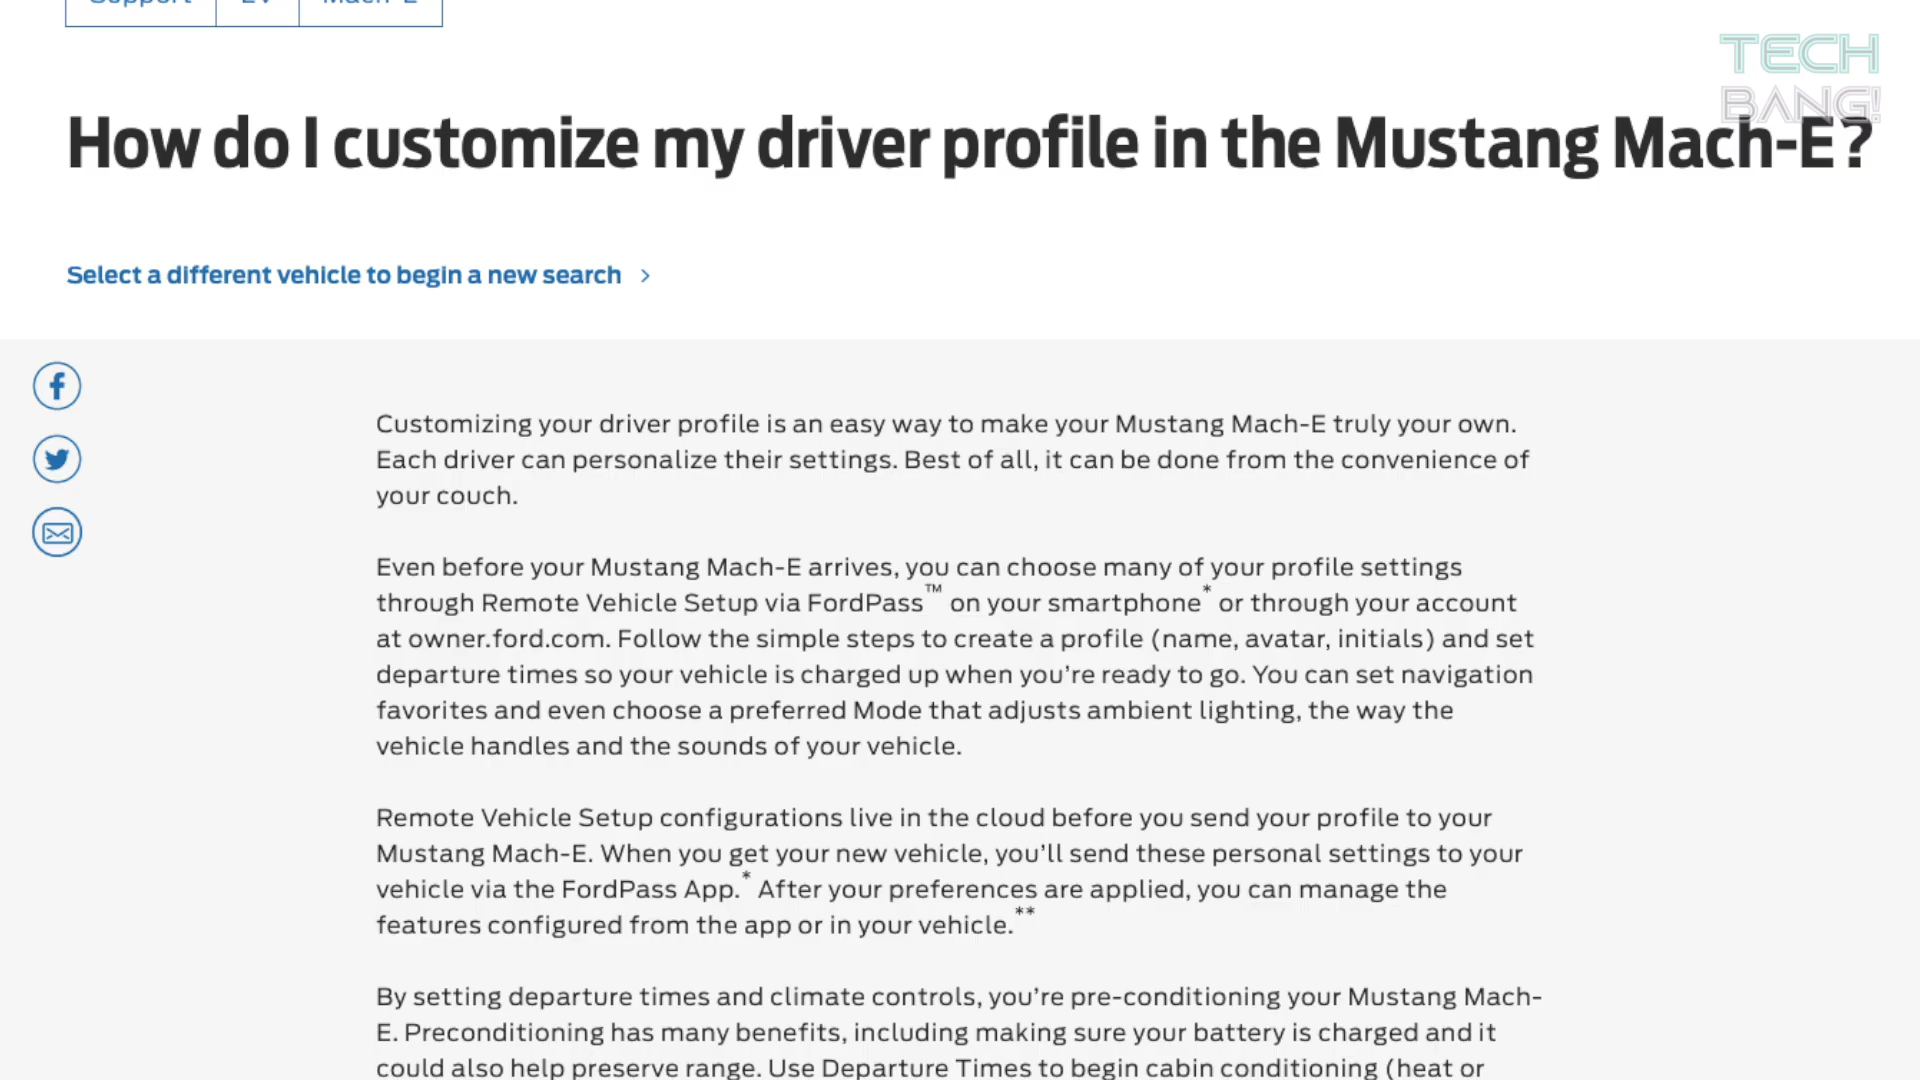 Support EV Mach-E
TECH
BANG!
How do I customize my driver profile in the Mustang Mach-E?
Select a different vehicle to begin a new search
Customizing your driver profile is an easy way to make your Mustang Mach-E truly your own.
Each driver can personalize their settings. Best of all, it can be done from the convenience of
your couch.
Even before your Mustang Mach-E arrives, you can choose many of your profile settings
through Remote Vehicle Setup via FordPass™ on your smartphone* or through your account
at owner.ford.com. Follow the simple steps to create a profile (name, avatar, initials) and set
departure times so your vehicle is charged up when you’re ready to go. You can set navigation
favorites and even choose a preferred Mode that adjusts ambient lighting, the way the
vehicle handles and the sounds of your vehicle.
Remote Vehicle Setup configurations live in the cloud before you send your profile to your
Mustang Mach-E. When you get your new vehicle, you’ll send these personal settings to your
vehicle via the FordPass App.* After your preferences are applied, you can manage the
features configured from the app or in your vehicle.**
By setting departure times and climate controls, you’re pre-conditioning your Mustang Mach-
E. Preconditioning has many benefits, including making sure your battery is charged and it
could also help preserve range. Use Departure Times to begin cabin conditioning (heat or